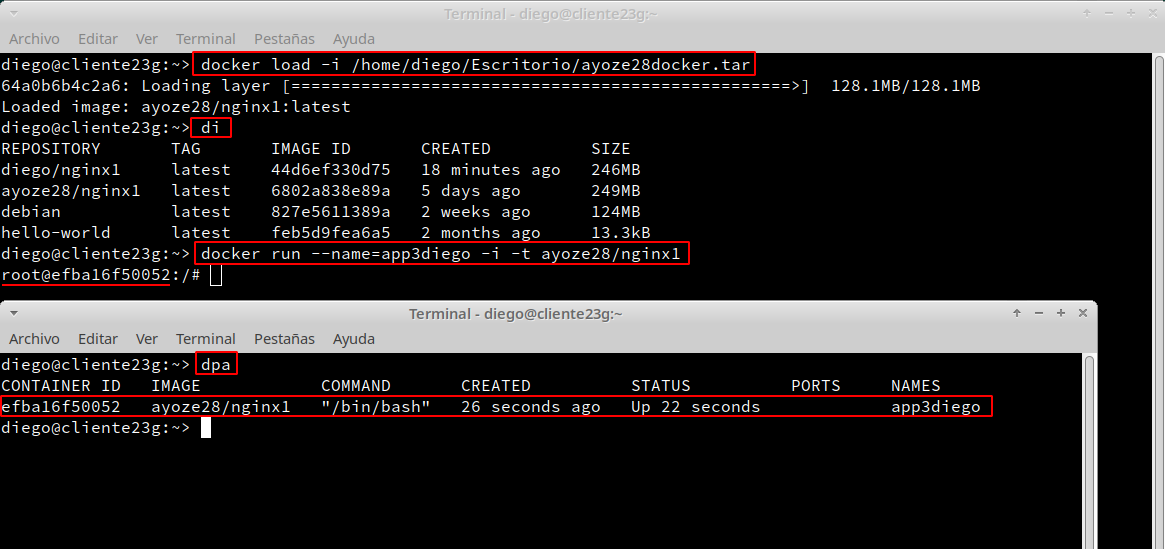 Terminal - diego@cliente23g:~
Archivo Editar Ver Terminal Pestañas Ayuda
diego@cliente23g:~> docker load -i /home/diego/Escritorio/ayoze28docker.tar
64a0b6b4c2a6: Loading layer [==================================================>] 128.1MB/128.1MB
Loaded image: ayoze28/nginx1:latest
diego@cliente23g:~> di
REPOSITORY TAG IMAGE ID CREATED SIZE
diego/nginx1 latest 44d6ef330d75 18 minutes ago 246MB
ayoze28/nginx1 latest 6802a838e89a 5 days ago 249MB
debian latest 827e5611389a 2 weeks ago 124MB
hello-world latest feb5d9fea6a5 2 months ago 13.3kB
diego@cliente23g:~> docker run --name=app3diego -i -t ayoze28/nginx1
root@efba16f50052:/#
Terminal - diego@cliente23g:~
Archivo Editar Ver Terminal Pestañas Ayuda
diego@cliente23g:~> dpa
CONTAINER ID IMAGE COMMAND CREATED STATUS PORTS NAMES
efba16f50052 ayoze28/nginx1 "/bin/bash" 26 seconds ago Up 22 seconds app3diego
diego@cliente23g:~>